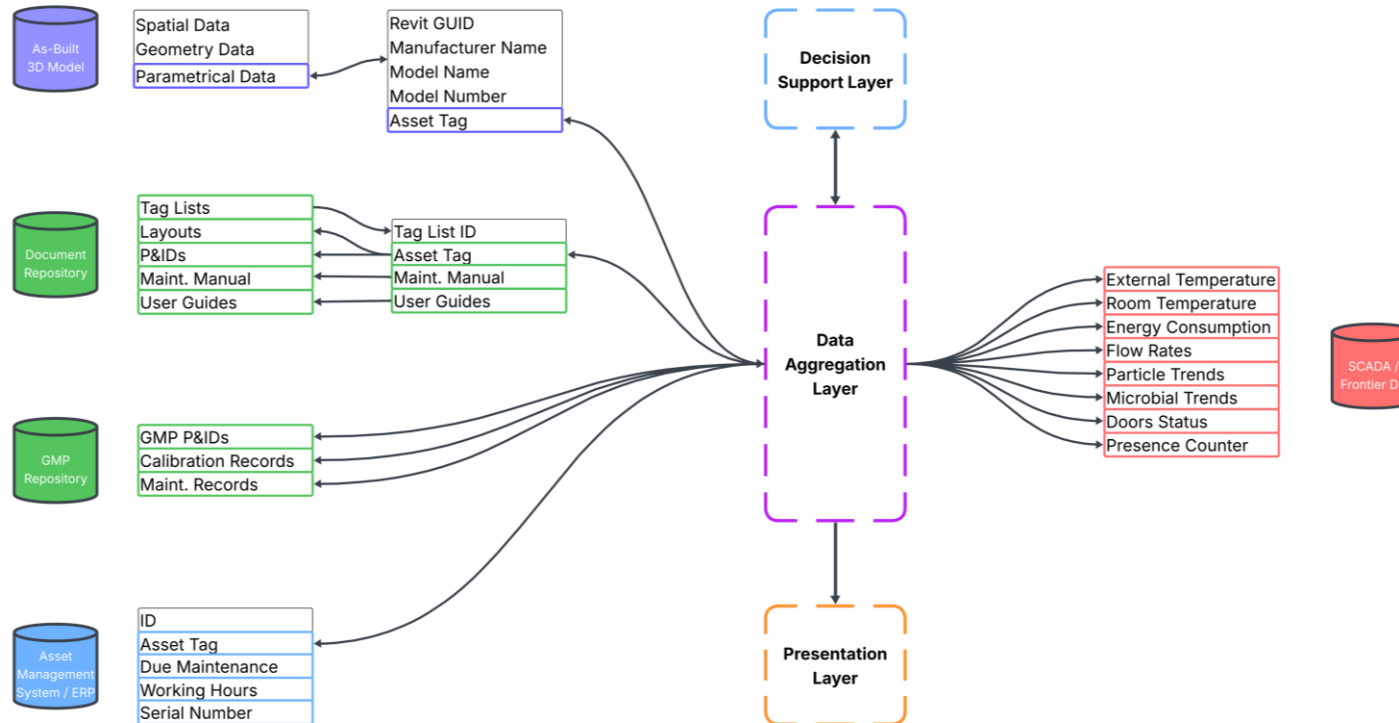 As-Built
3D Model
Spatial Data
Geometry Data
Parametrical Data
Revit GUID
Manufacturer Name
Model Name
Model Number
Asset Tag
Decision
Support Layer
Document
Repository
Tag Lists
Layouts
P&IDs
Maint. Manual
User Guides
Tag List ID
Asset Tag
Maint. Manual
User Guides
Data
Aggregation
Layer
External Temperature
Room Temperature
Energy Consumption
Flow Rates
Particle Trends
Microbial Trends
Doors Status
Presence Counter
SCADA /
Frontier D
GMP
Repository
GMP P&IDs
Calibration Records
Maint. Records
Asset
Management
System / ERP
ID
Asset Tag
Due Maintenance
Working Hours
Serial Number
Presentation
Layer